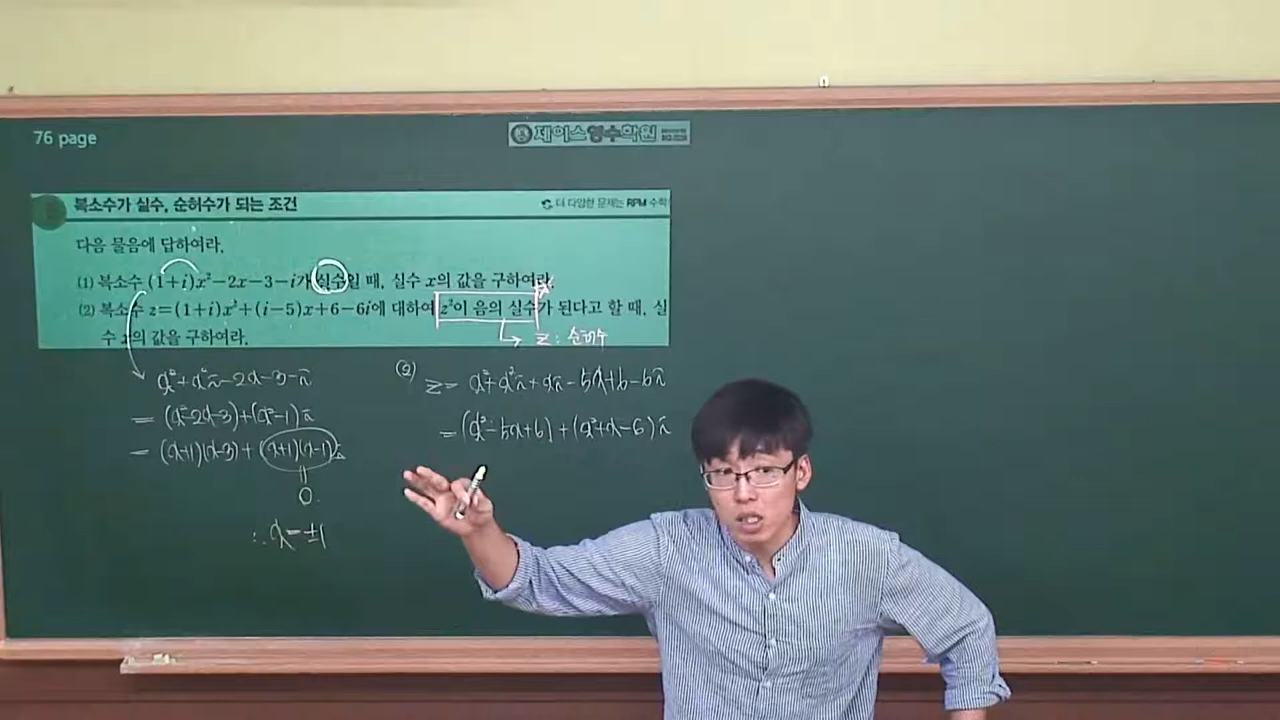 76 page
제이스영수학원
복소수가 실수, 순허수가 되는 조건
더 다양한 문제는 RPM 수학
다음 물음에 답하여라.
(1) 복소수 (1+i)x²-2x-3-i가 실수일 때, 실수 x의 값을 구하여라.
(2) 복소수 z=(1+i)x²+(i-5)x+6-6i에 대하여 z²이 음의 실수가 된다고 할 때, 실
수 x의 값을 구하여라.
z : 순허수
x²+x²i-2x-3-i
=(x²-2x-3)+(x²-1)i
=(x+1)(x-3)+(x+1)(x-1)i
=
0.
∴ x=±1
(2) z= x²+x²i+xi-5x+6-6i
=(x²-5x+6)+(x²+x-6)i